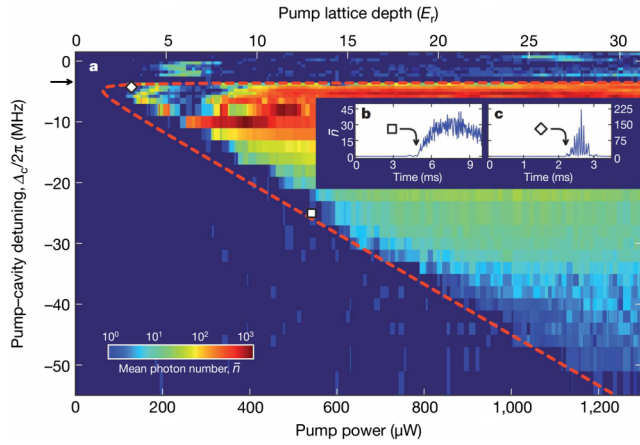 Pump lattice depth (Eᵣ)
0 5 10 15 20 25 30
a
Pump–cavity detuning, Δc/2π (MHz)
0
−10
−20
−30
−40
−50
b
c
n̄
45
30
15
0
225
150
75
0
3 6 9
0 1 2 3
Time (ms)
Time (ms)
10⁰ 10¹ 10² 10³
Mean photon number, n̄
0 200 400 600 800 1,000 1,200
Pump power (µW)